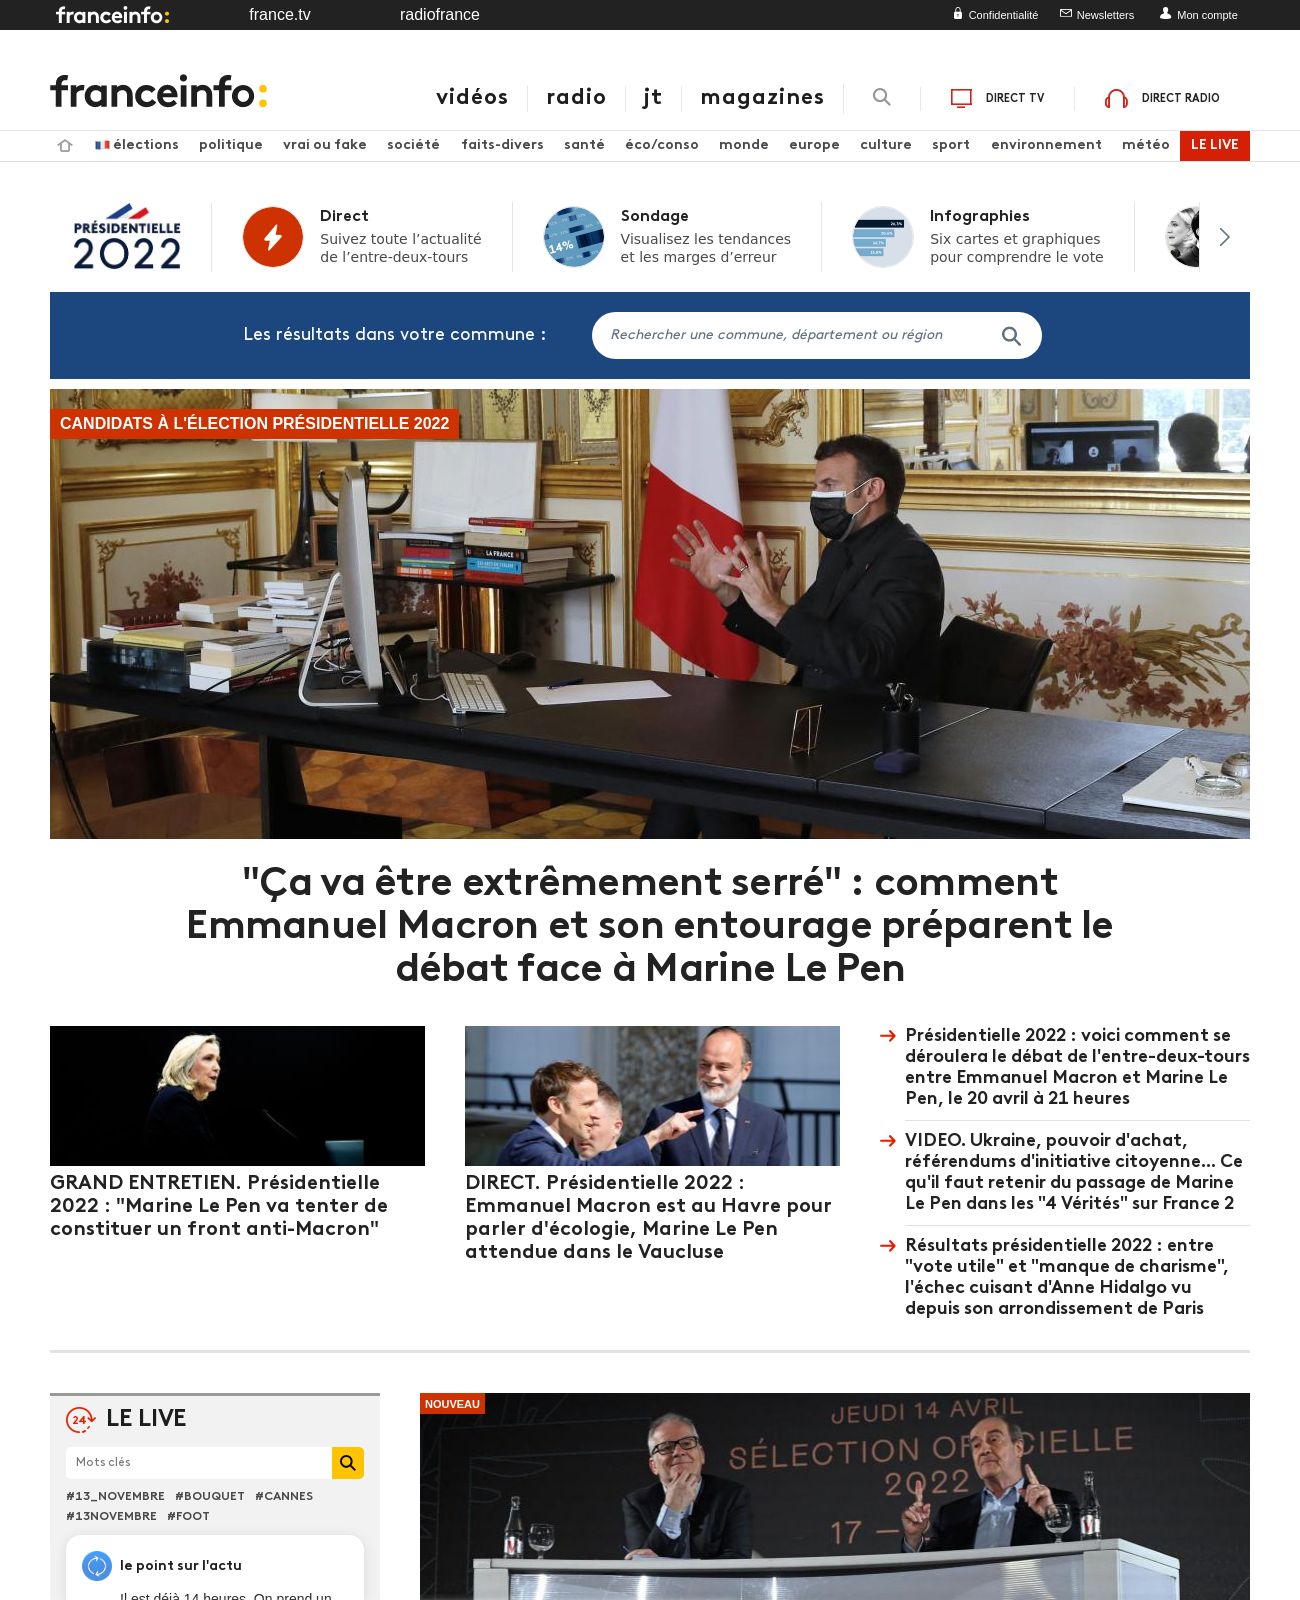 franceinfo: france.tv radiofrance Confidentialité Newsletters Mon compte
franceinfo:
vidéos radio jt magazines DIRECT TV DIRECT RADIO
élections politique vrai ou fake société faits-divers santé éco/conso monde europe culture sport environnement météo LE LIVE
PRÉSIDENTIELLE
2022
Direct
Suivez toute l’actualité
de l’entre-deux-tours
Sondage
Visualisez les tendances
et les marges d’erreur
14%
Infographies
Six cartes et graphiques
pour comprendre le vote
Les résultats dans votre commune :
Rechercher une commune, département ou région
CANDIDATS À L'ÉLECTION PRÉSIDENTIELLE 2022
LA FRANCE
"Ça va être extrêmement serré" : comment
Emmanuel Macron et son entourage préparent le
débat face à Marine Le Pen
GRAND ENTRETIEN. Présidentielle
2022 : "Marine Le Pen va tenter de
constituer un front anti-Macron"
DIRECT. Présidentielle 2022 :
Emmanuel Macron est au Havre pour
parler d'écologie, Marine Le Pen
attendue dans le Vaucluse
Présidentielle 2022 : voici comment se
déroulera le débat de l'entre-deux-tours
entre Emmanuel Macron et Marine Le
Pen, le 20 avril à 21 heures
VIDEO. Ukraine, pouvoir d'achat,
référendums d'initiative citoyenne... Ce
qu'il faut retenir du passage de Marine
Le Pen dans les "4 Vérités" sur France 2
Résultats présidentielle 2022 : entre
"vote utile" et "manque de charisme",
l'échec cuisant d'Anne Hidalgo vu
depuis son arrondissement de Paris
24
LE LIVE
Mots clés
#13_NOVEMBRE #BOUQUET #CANNES
#13NOVEMBRE #FOOT
le point sur l'actu
Il est déjà 14 heures. On prend un
NOUVEAU
JEUDI 14 AVRIL
SÉLECTION OFFICIELLE
2022
17 –